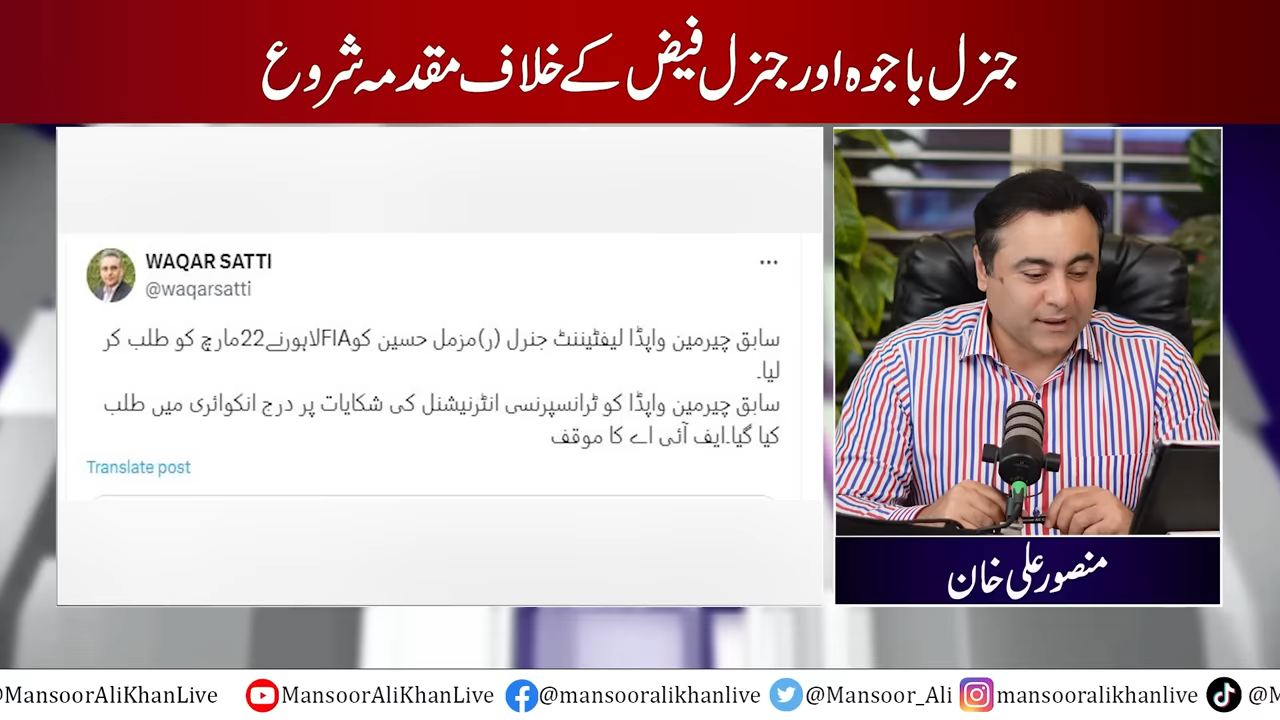 جنرل باجوہ اور جنرل فیض کے خلاف مقدمہ شروع
WAQAR SATTI
@waqarsatti
سابق چیرمین واپڈا لیفٹیننٹ جنرل (ر)مزمل حسین کوFIAلاہورنے22مارچ کو طلب کر
لیا۔
سابق چیرمین واپڈا کو ٹرانسپرنسی انٹرنیشنل کی شکایات پر درج انکوائری میں طلب
کیا گیا۔ایف آئی اے کا موقف
Translate post
منصور علی خان
@MansoorAliKhanLive MansoorAliKhanLive @mansooralikhanlive @Mansoor_Ali mansooralikhanlive @M